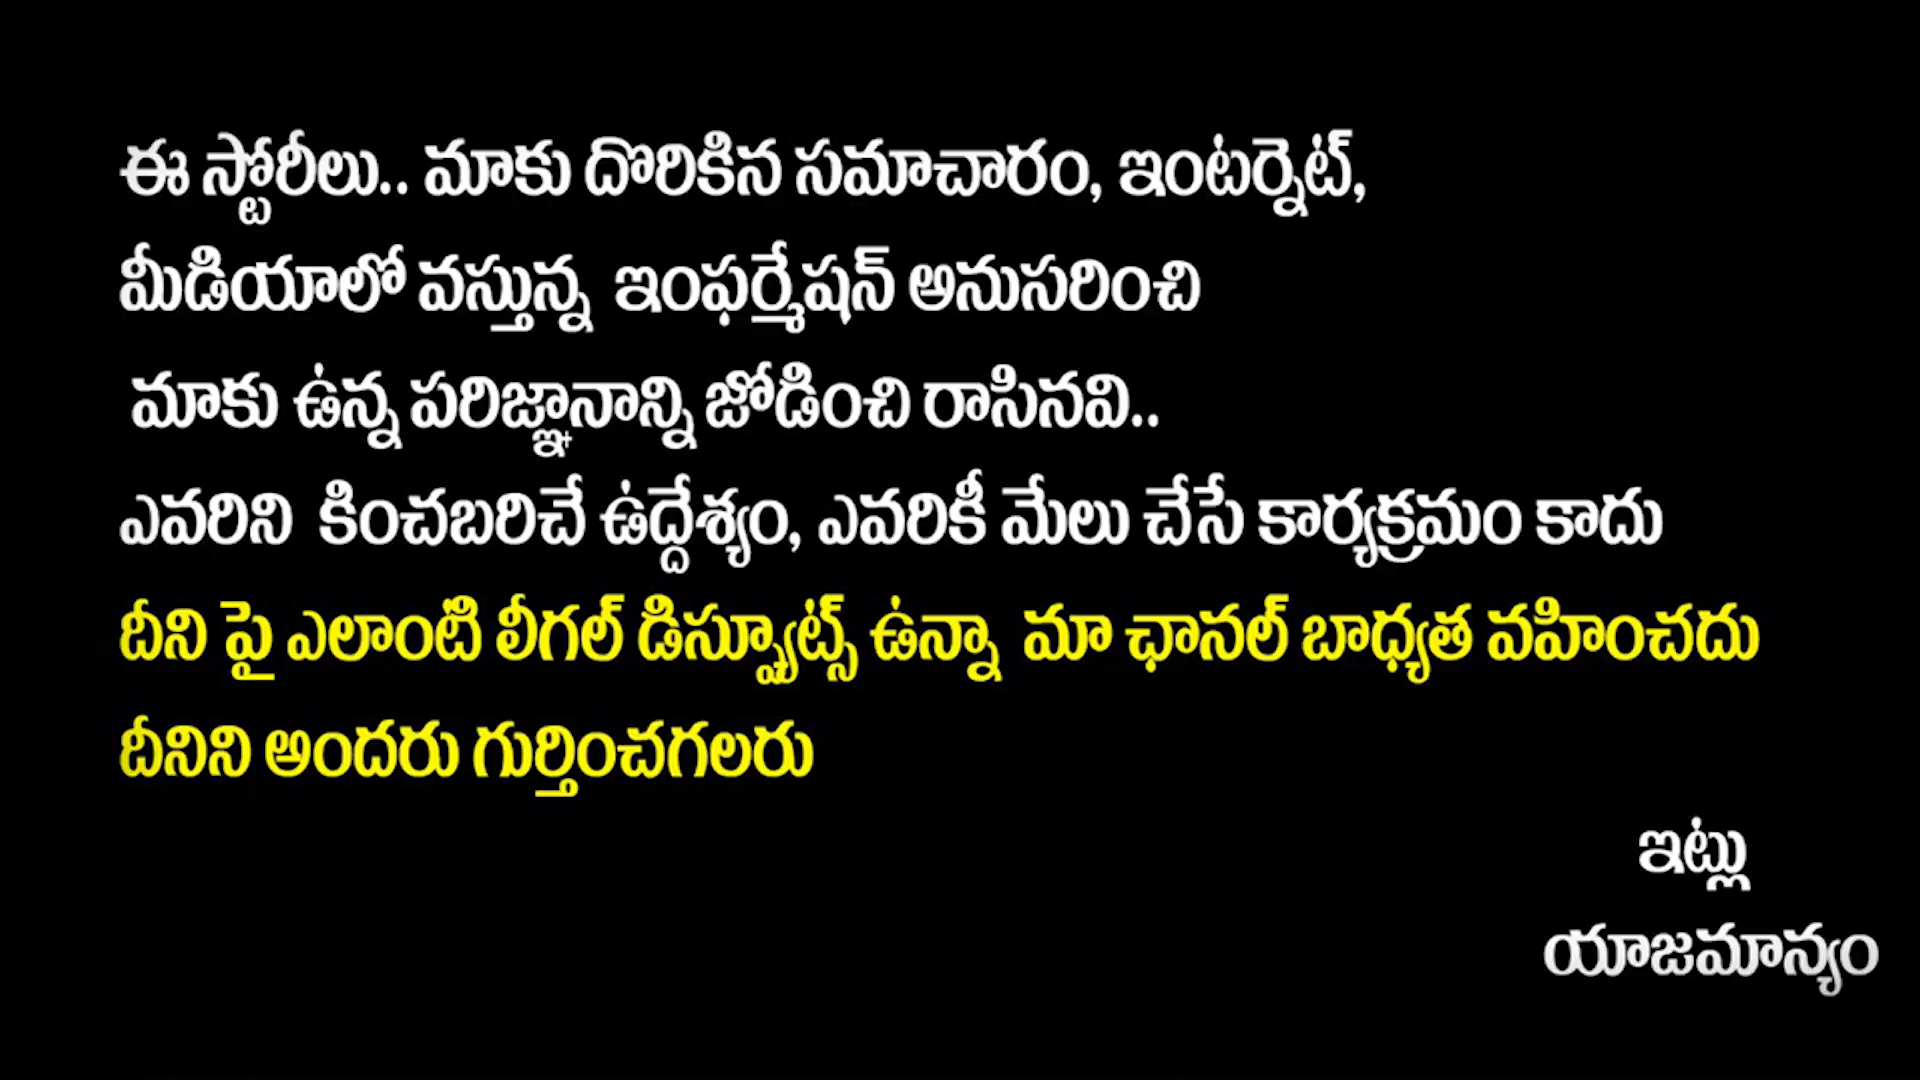 ఈ స్టోరీలు.. మాకు దొరికిన సమాచారం, ఇంటర్నెట్,
మీడియాలో వస్తున్న ఇంఫర్మేషన్ అనుసరించి
మాకు ఉన్న పరిజ్ఞానాన్ని జోడించి రాసినవి..
ఎవరిని కించబరిచే ఉద్దేశ్యం, ఎవరికీ మేలు చేసే కార్యక్రమం కాదు
దీని పై ఎలాంటి లీగల్ డిస్ప్యూట్స్ ఉన్నా మా ఛానల్ బాధ్యత వహించదు
దీనిని అందరు గుర్తించగలరు
ఇట్లు
యాజమాన్యం